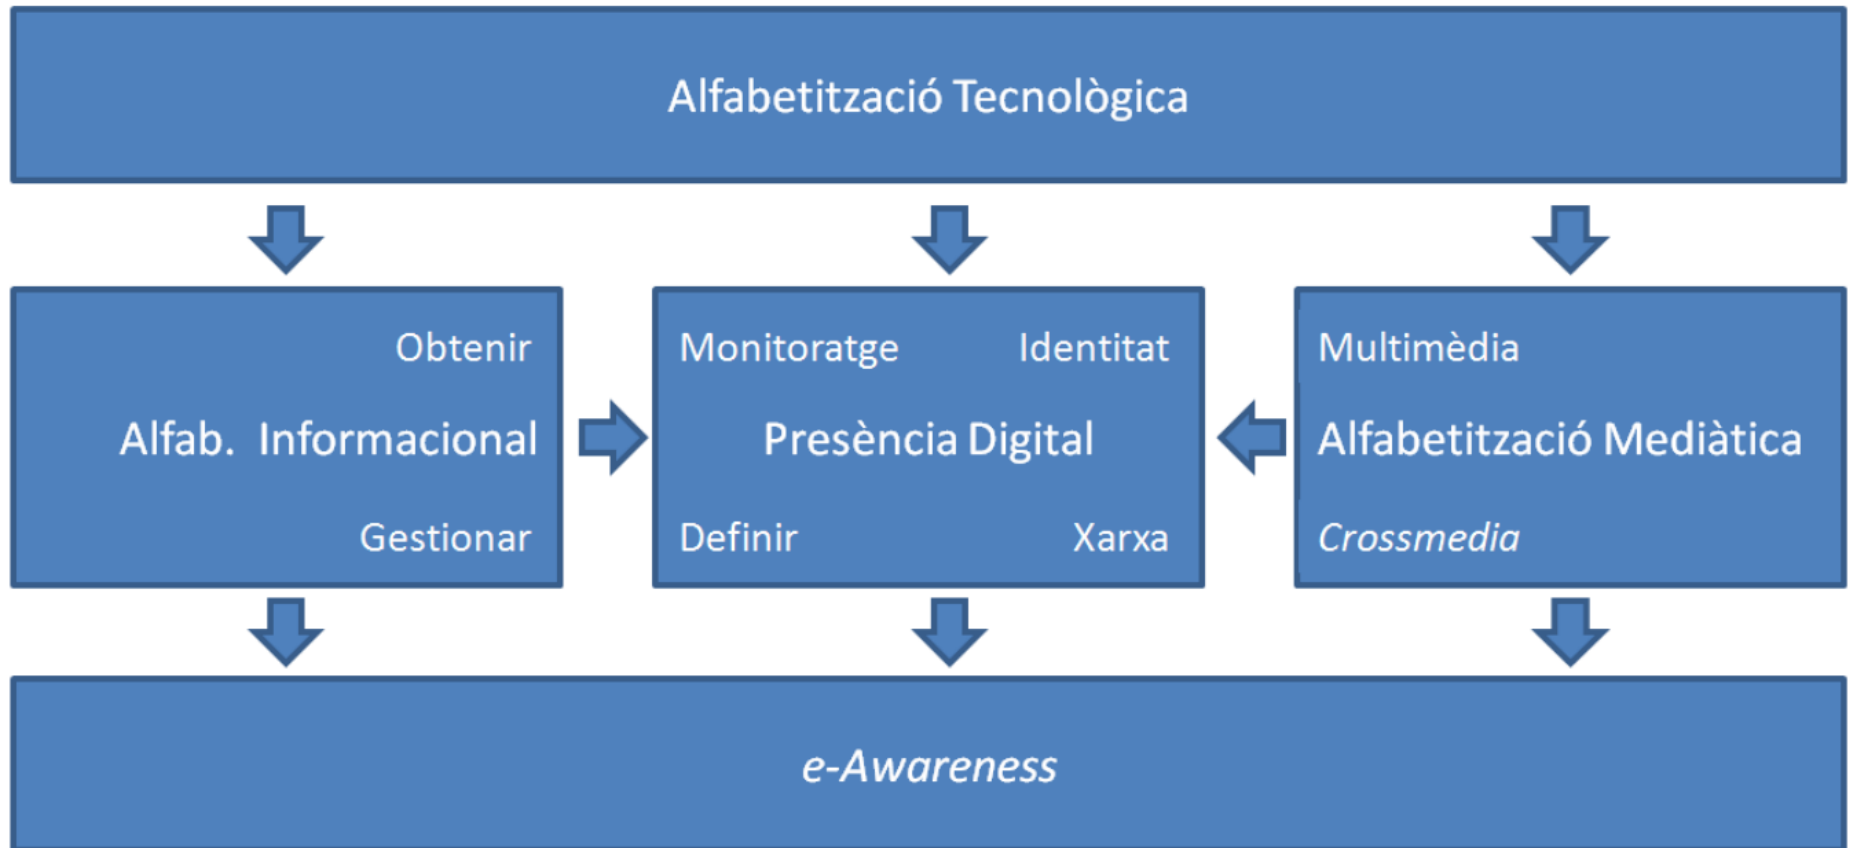 Alfabetització Tecnològica
Obtenir
Alfab. Informacional
Gestionar
Monitoratge Identitat
Presència Digital
Definir Xarxa
Multimèdia
Alfabetització Mediàtica
Crossmedia
e-Awareness